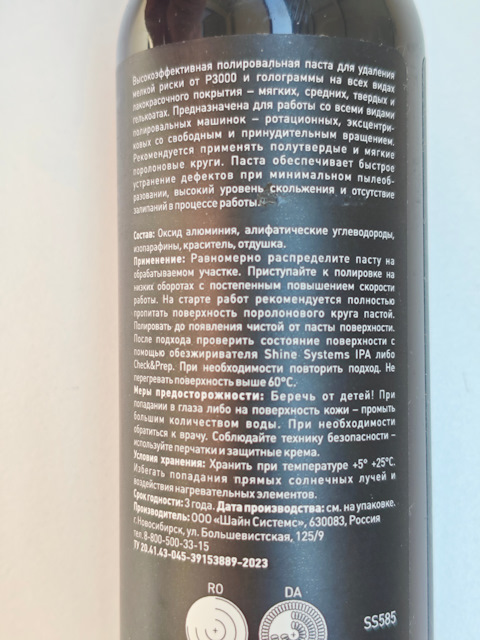 Высокоэффективная полировальная паста для удаления
мелкой риски от P3000 и голограммы на всех видах
лакокрасочного покрытия – мягких, средних, твердых и
гелькоатах. Предназначена для работы со всеми видами
полировальных машинок – ротационных, эксцентри-
ковых со свободным и принудительным вращением.
Рекомендуется применять полутвердые и мягкие
поролоновые круги. Паста обеспечивает быстрое
устранение дефектов при минимальном пылеоб-
разовании, высокий уровень скольжения и отсутствие
залипаний в процессе работы.
Состав: Оксид алюминия, алифатические углеводороды,
изопарафины, краситель, отдушка.
Применение: Равномерно распределите пасту на
обрабатываемом участке. Приступайте к полировке на
низких оборотах с постепенным повышением скорости
работы. На старте работ рекомендуется полностью
пропитать поверхность поролонового круга пастой.
Полировать до появления чистой от пасты поверхности.
После подхода проверить состояние поверхности с
помощью обезжиривателя Shine Systems IPA либо
Check&Prep. При необходимости повторить подход. Не
перегревать поверхность выше 60°C.
Меры предосторожности: Беречь от детей! При
попадании в глаза либо на поверхность кожи – промыть
большим количеством воды. При необходимости
обратиться к врачу. Соблюдайте технику безопасности –
используйте перчатки и защитные крема.
Условия хранения: Хранить при температуре +5° +25°C.
Избегать попадания прямых солнечных лучей и
воздействия нагревательных элементов.
Срок годности: 3 года. Дата производства: см. на упаковке.
Производитель: ООО «Шайн Системс», 630083, Россия
г.Новосибирск, ул. Большевистская, 125/9
тел. 8-800-500-33-15
ТУ 20.41.43-045-39153889-2023
RO DA
SS585